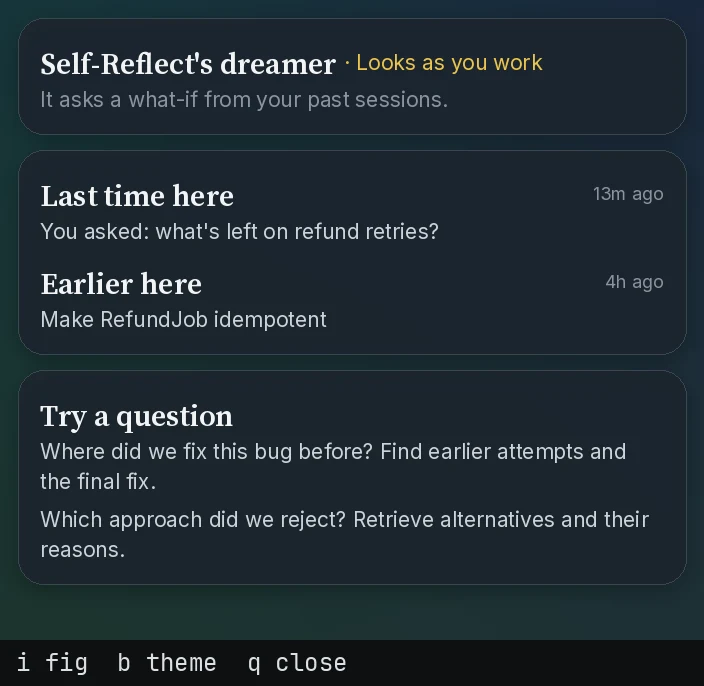 Self-Reflect's dreamer · Looks as you work
It asks a what-if from your past sessions.
Last time here 13m ago
You asked: what's left on refund retries?
Earlier here 4h ago
Make RefundJob idempotent
Try a question
Where did we fix this bug before? Find earlier attempts and
the final fix.
Which approach did we reject? Retrieve alternatives and their
reasons.
i fig b theme q close